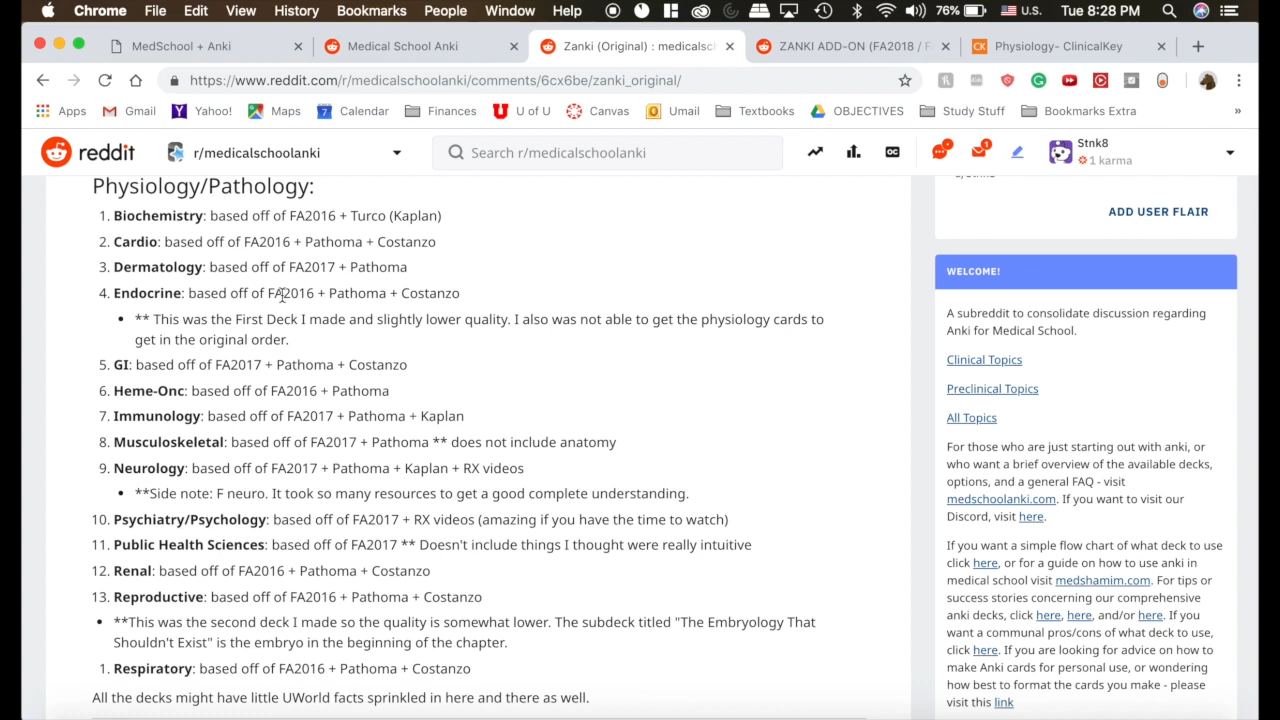 Chrome File Edit View History Bookmarks People Window Help 76% U.S. Tue 8:28 PM
MedSchool + Anki Medical School Anki Zanki (Original) : medicalsc ZANKI ADD-ON (FA2018 / F CK Physiology- ClinicalKey
https://www.reddit.com/r/medicalschoolanki/comments/6cx6be/zanki_original/
Apps Gmail Yahoo! Maps 7 Calendar Finances U of U Canvas Umail Textbooks OBJECTIVES Study Stuff Bookmarks Extra »
reddit r/medicalschoolanki Search r/medicalschoolanki OC 1 Stnk8
1 karma
Physiology/Pathology:
1. Biochemistry: based off of FA2016 + Turco (Kaplan)
2. Cardio: based off of FA2016 + Pathoma + Costanzo
3. Dermatology: based off of FA2017 + Pathoma
4. Endocrine: based off of FA2016 + Pathoma + Costanzo
• ** This was the First Deck I made and slightly lower quality. I also was not able to get the physiology cards to
get in the original order.
5. GI: based off of FA2017 + Pathoma + Costanzo
6. Heme-Onc: based off of FA2016 + Pathoma
7. Immunology: based off of FA2017 + Pathoma + Kaplan
8. Musculoskeletal: based off of FA2017 + Pathoma ** does not include anatomy
9. Neurology: based off of FA2017 + Pathoma + Kaplan + RX videos
• **Side note: F neuro. It took so many resources to get a good complete understanding.
10. Psychiatry/Psychology: based off of FA2017 + RX videos (amazing if you have the time to watch)
11. Public Health Sciences: based off of FA2017 ** Doesn't include things I thought were really intuitive
12. Renal: based off of FA2016 + Pathoma + Costanzo
13. Reproductive: based off of FA2016 + Pathoma + Costanzo
• **This was the second deck I made so the quality is somewhat lower. The subdeck titled "The Embryology That
Shouldn't Exist" is the embryo in the beginning of the chapter.
1. Respiratory: based off of FA2016 + Pathoma + Costanzo
All the decks might have little UWorld facts sprinkled in here and there as well.
ADD USER FLAIR
WELCOME!
A subreddit to consolidate discussion regarding
Anki for Medical School.
Clinical Topics
Preclinical Topics
All Topics
For those who are just starting out with anki, or
who want a brief overview of the available decks,
options, and a general FAQ - visit
medschoolanki.com. If you want to visit our
Discord, visit here.
If you want a simple flow chart of what deck to use
click here, or for a guide on how to use anki in
medical school visit medshamim.com. For tips or
success stories concerning our comprehensive
anki decks, click here, here, and/or here. If you
want a communal pros/cons of what deck to use,
click here. If you are looking for advice on how to
make Anki cards for personal use, or wondering
how best to format the cards you make - please
visit this link